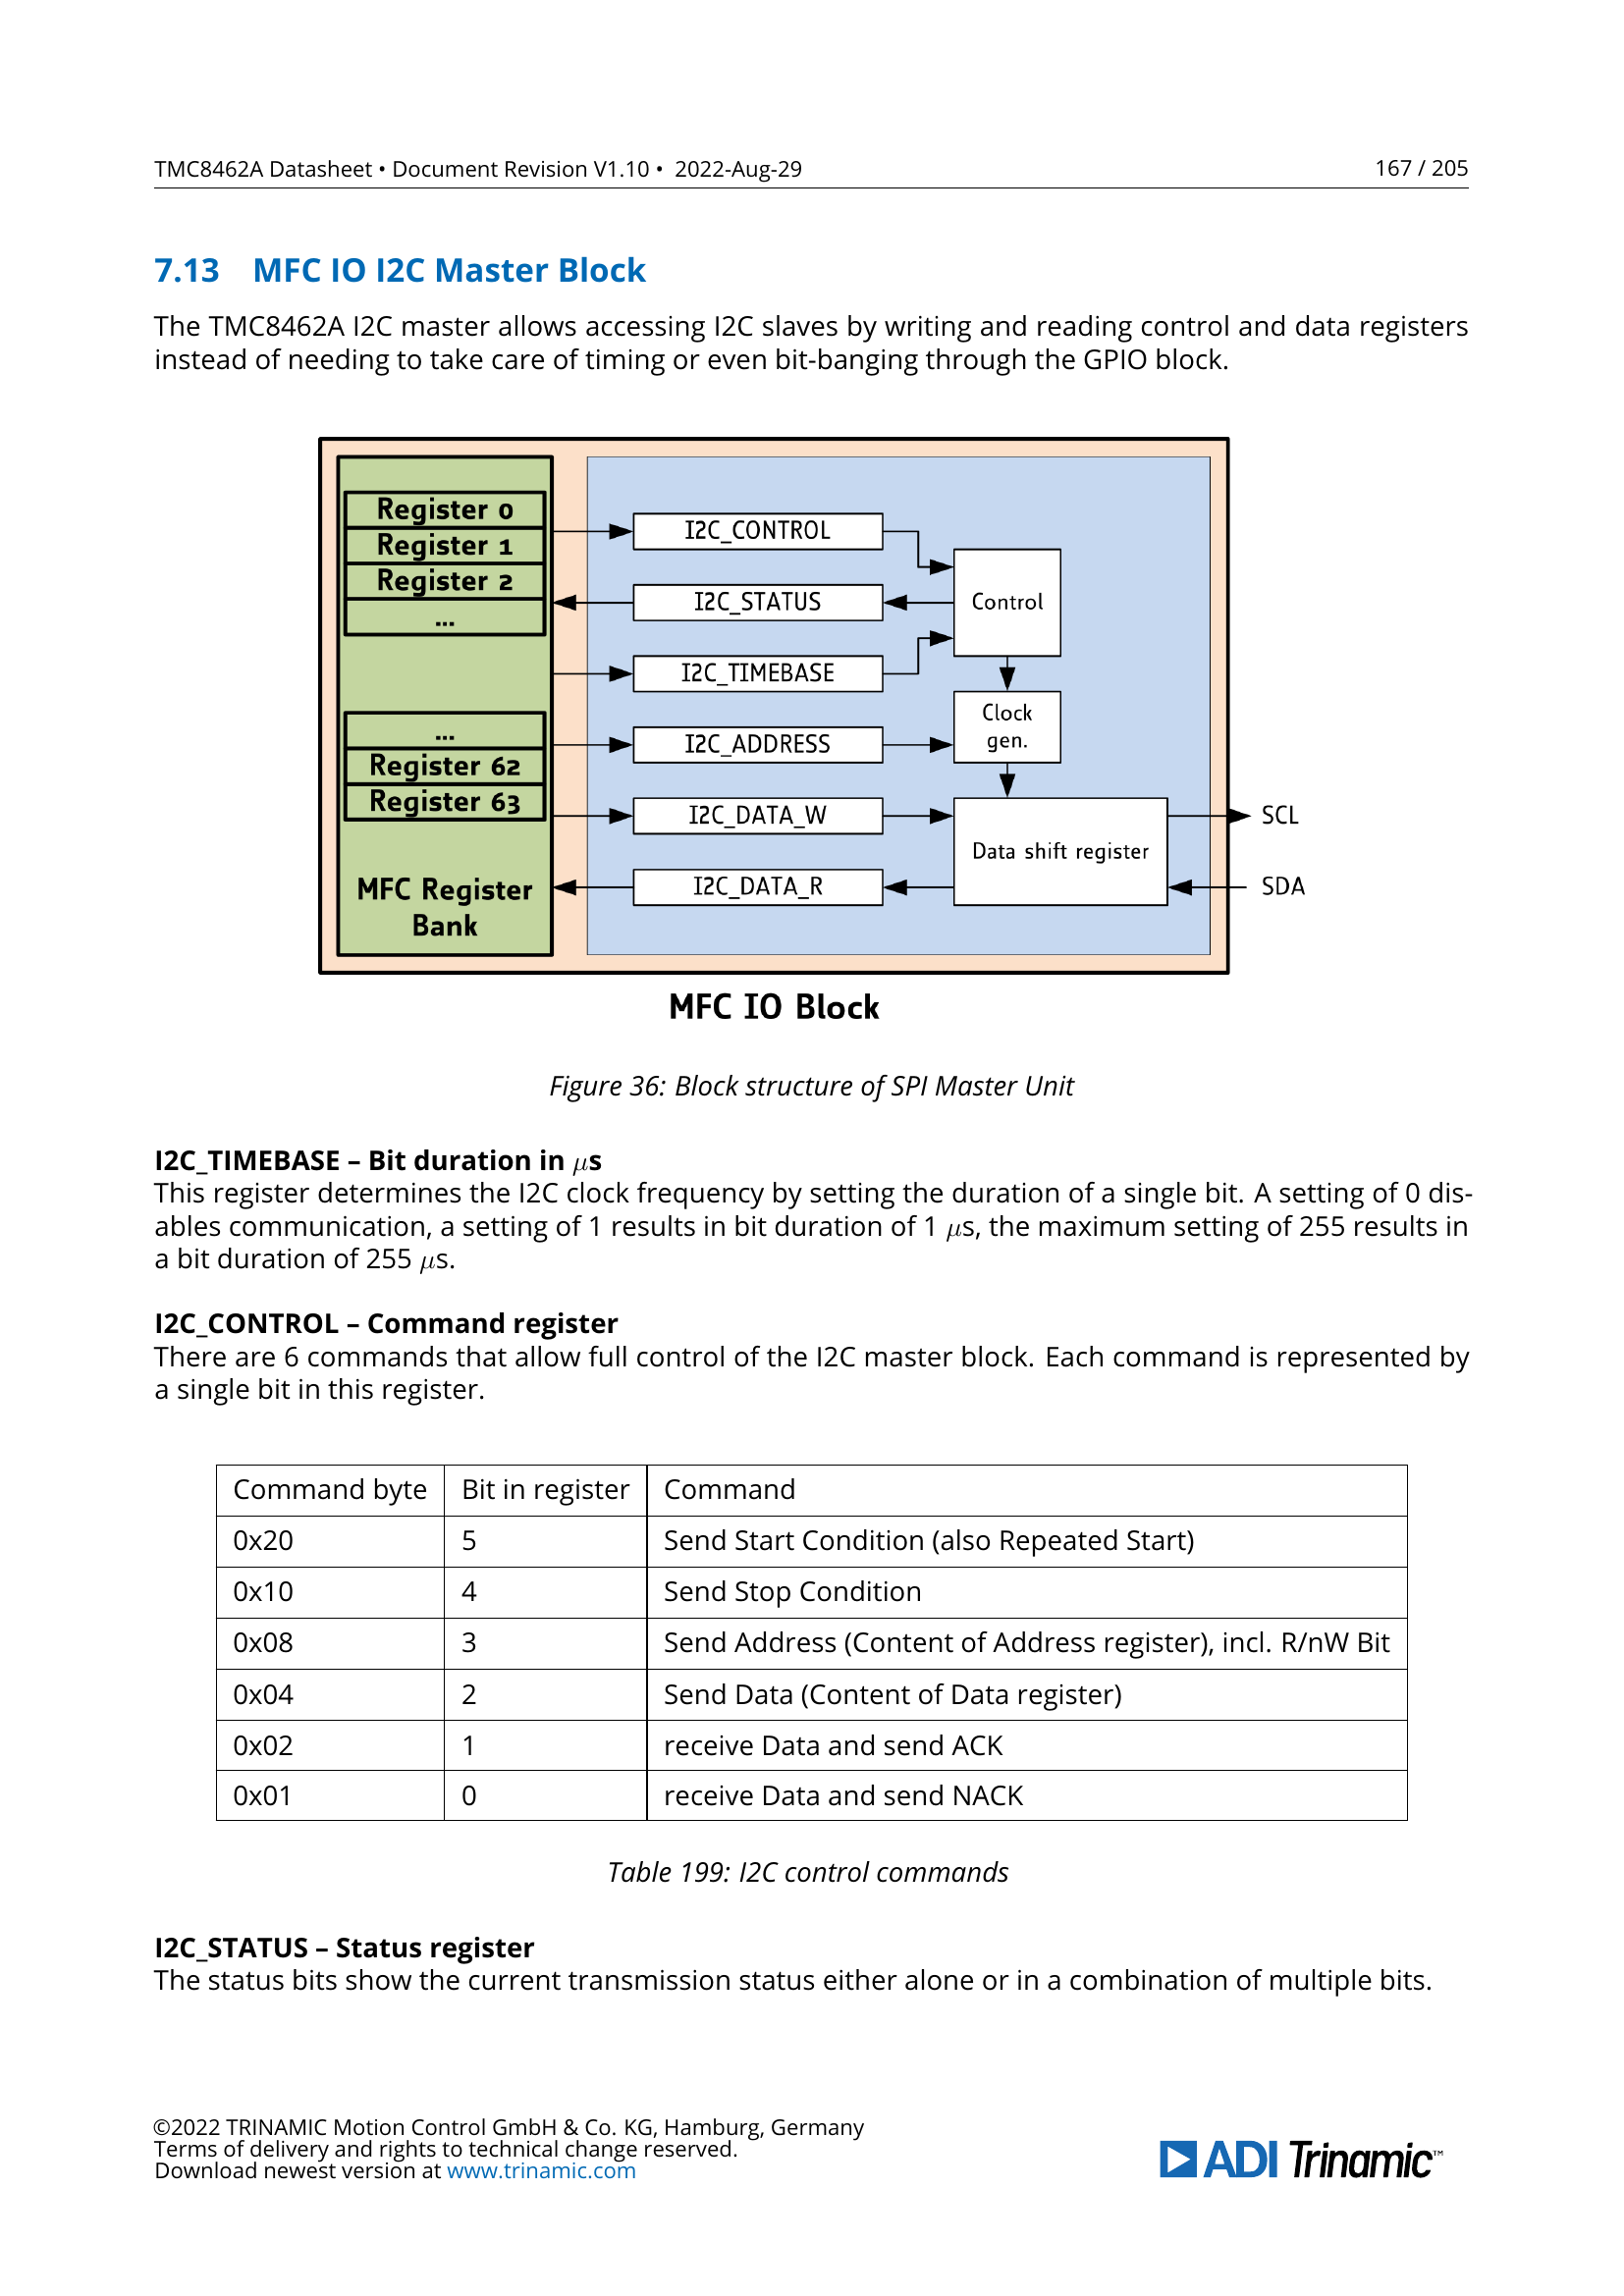 TMC8462A Datasheet • Document Revision V1.10 • 2022-Aug-29
167 / 205
7.13 MFC IO I2C Master Block
The TMC8462A I2C master allows accessing I2C slaves by writing and reading control and data registers
instead of needing to take care of timing or even bit-banging through the GPIO block.
Register 0
Register 1
Register 2
...
...
Register 62
Register 63
MFC Register
Bank
I2C_CONTROL
I2C_STATUS
I2C_TIMEBASE
I2C_ADDRESS
I2C_DATA_W
I2C_DATA_R
Control
Clock
gen.
Data shift register
SCL
SDA
MFC IO Block
Figure 36: Block structure of SPI Master Unit
I2C_TIMEBASE – Bit duration in μs
This register determines the I2C clock frequency by setting the duration of a single bit. A setting of 0 dis-
ables communication, a setting of 1 results in bit duration of 1 μs, the maximum setting of 255 results in
a bit duration of 255 μs.
I2C_CONTROL – Command register
There are 6 commands that allow full control of the I2C master block. Each command is represented by
a single bit in this register.
Command byte Bit in register Command
0x20 5 Send Start Condition (also Repeated Start)
0x10 4 Send Stop Condition
0x08 3 Send Address (Content of Address register), incl. R/nW Bit
0x04 2 Send Data (Content of Data register)
0x02 1 receive Data and send ACK
0x01 0 receive Data and send NACK
Table 199: I2C control commands
I2C_STATUS – Status register
The status bits show the current transmission status either alone or in a combination of multiple bits.
©2022 TRINAMIC Motion Control GmbH & Co. KG, Hamburg, Germany
Terms of delivery and rights to technical change reserved.
Download newest version at www.trinamic.com
ADI Trinamic™